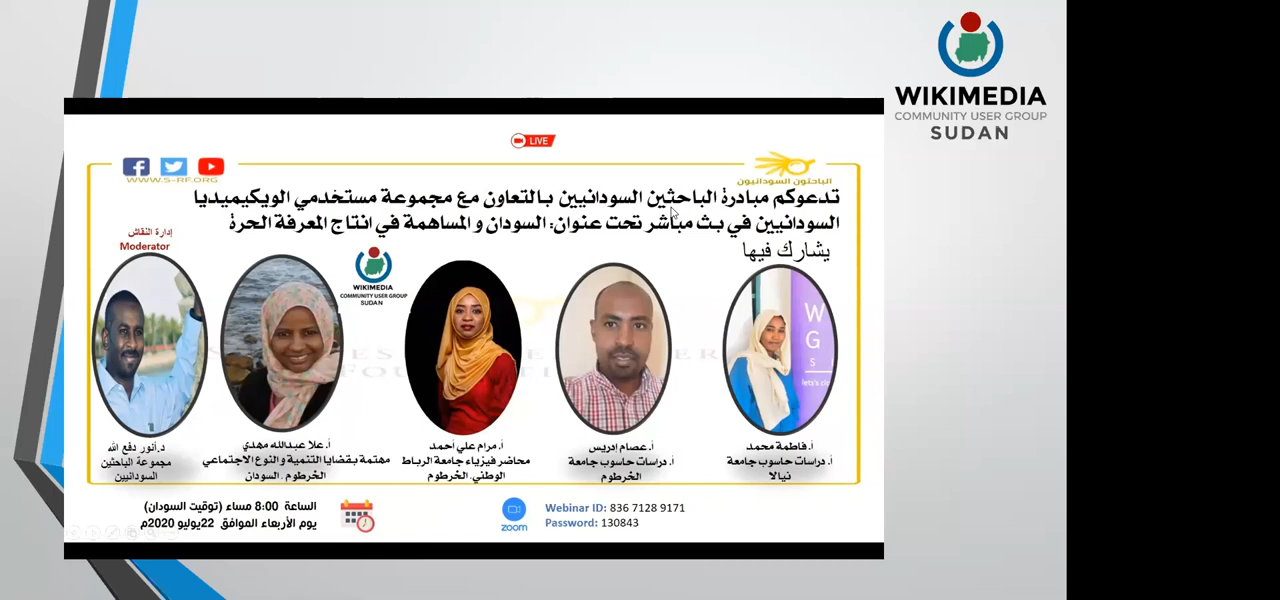 WIKIMEDIA
COMMUNITY USER GROUP
SUDAN
LIVE
WWW.S-RF.ORG
الباحثون السودانيون
تدعوكم مبادرة الباحثين السودانيين بالتعاون مع مجموعة مستخدمي الويكيميديا
السودانيين في بث مباشر تحت عنوان: السودان و المساهمة في انتاج المعرفة الحرة
يشارك فيها
إدارة النقاش
Moderator
WIKIMEDIA
COMMUNITY USER GROUP
SUDAN
W
G
S
lets's clo
أ. فاطمة محمد
أ. دراسات حاسوب جامعة
نيالا
أ. عصام إدريس
أ. دراسات حاسوب جامعة
الخرطوم
أ. مرام علي أحمد
محاضر فيزياء جامعة الرباط
الوطني. الخرطوم
أ. علا عبدالله مهدي
مهتمة بقضايا التنمية و النوع الاجتماعي
الخرطوم . السودان
د. أنور دفع الله
مجموعة الباحثين
السودانيين
الساعة 8:00 مساء (توقيت السودان)
يوم الأربعاء الموافق 22يوليو 2020م
zoom
Webinar ID: 836 7128 9171
Password: 130843